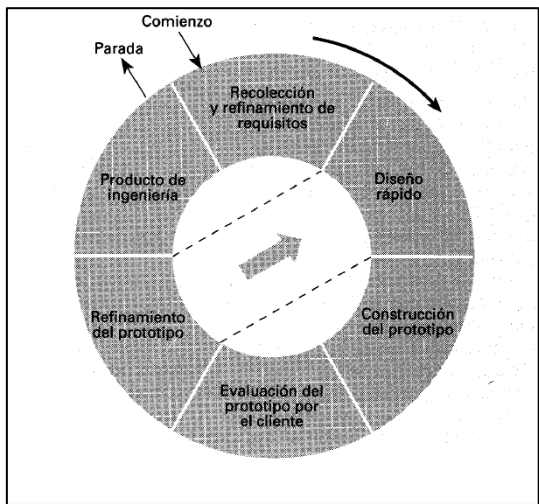 Comienzo
Parada
Recolección
y refinamiento de
requisitos
Diseño
rápido
Construcción
del prototipo
Evaluación del
prototipo por
el cliente
Refinamiento
del prototipo
Producto de
ingeniería